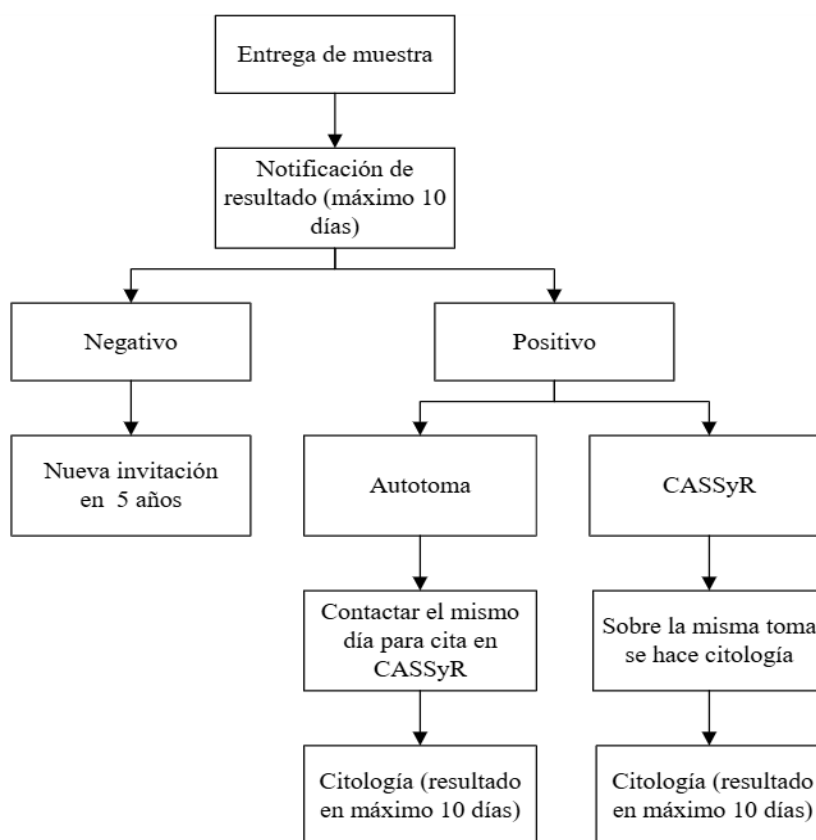 Entrega de muestra
Notificación de
resultado (máximo 10
días)
Negativo
Positivo
Nueva invitación
en 5 años
Autotoma
CASSyR
Contactar el mismo
día para cita en
CASSyR
Sobre la misma toma
se hace citología
Citología (resultado
en máximo 10 días)
Citología (resultado
en máximo 10 días)